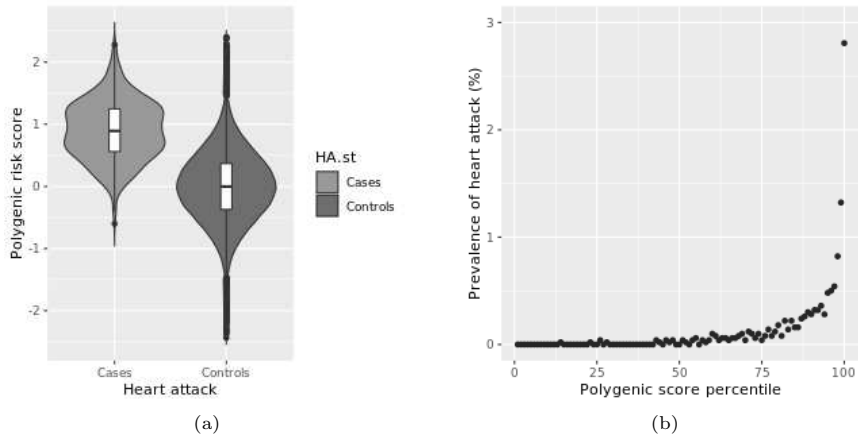 Polygenic risk score
2
1
0
-1
-2
Cases
Controls
Heart attack
HA.st
Cases
Controls
(a)
Prevalence of heart attack (%)
3
2
1
0
0
25
50
75
100
Polygenic score percentile
(b)